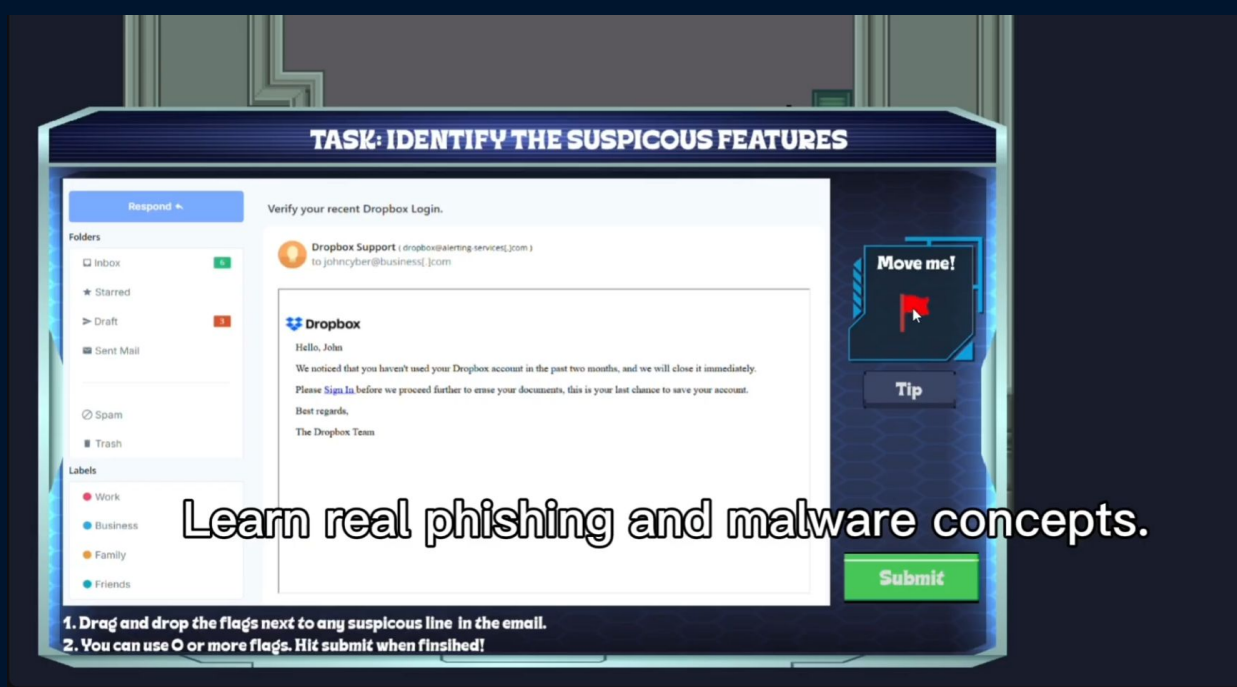 TASK: IDENTIFY THE SUSPICOUS FEATURES
Respond
Verify your recent Dropbox Login.
Folders
Dropbox Support ( dropbox@alerting-services[.]com )
to johncyber@business[.]com
Inbox 6
Starred
Draft 3
Sent Mail
Spam
Trash
Labels
Work
Business
Family
Friends
Dropbox
Hello, John
We noticed that you haven't used your Dropbox account in the past two months, and we will close it immediately.
Please Sign In before we proceed further to erase your documents, this is your last chance to save your account.
Best regards,
The Dropbox Team
Move me!
Tip
Learn real phishing and malware concepts.
Submit
1. Drag and drop the flags next to any suspicous line in the email.
2. You can use 0 or more flags. Hit submit when finsihed!